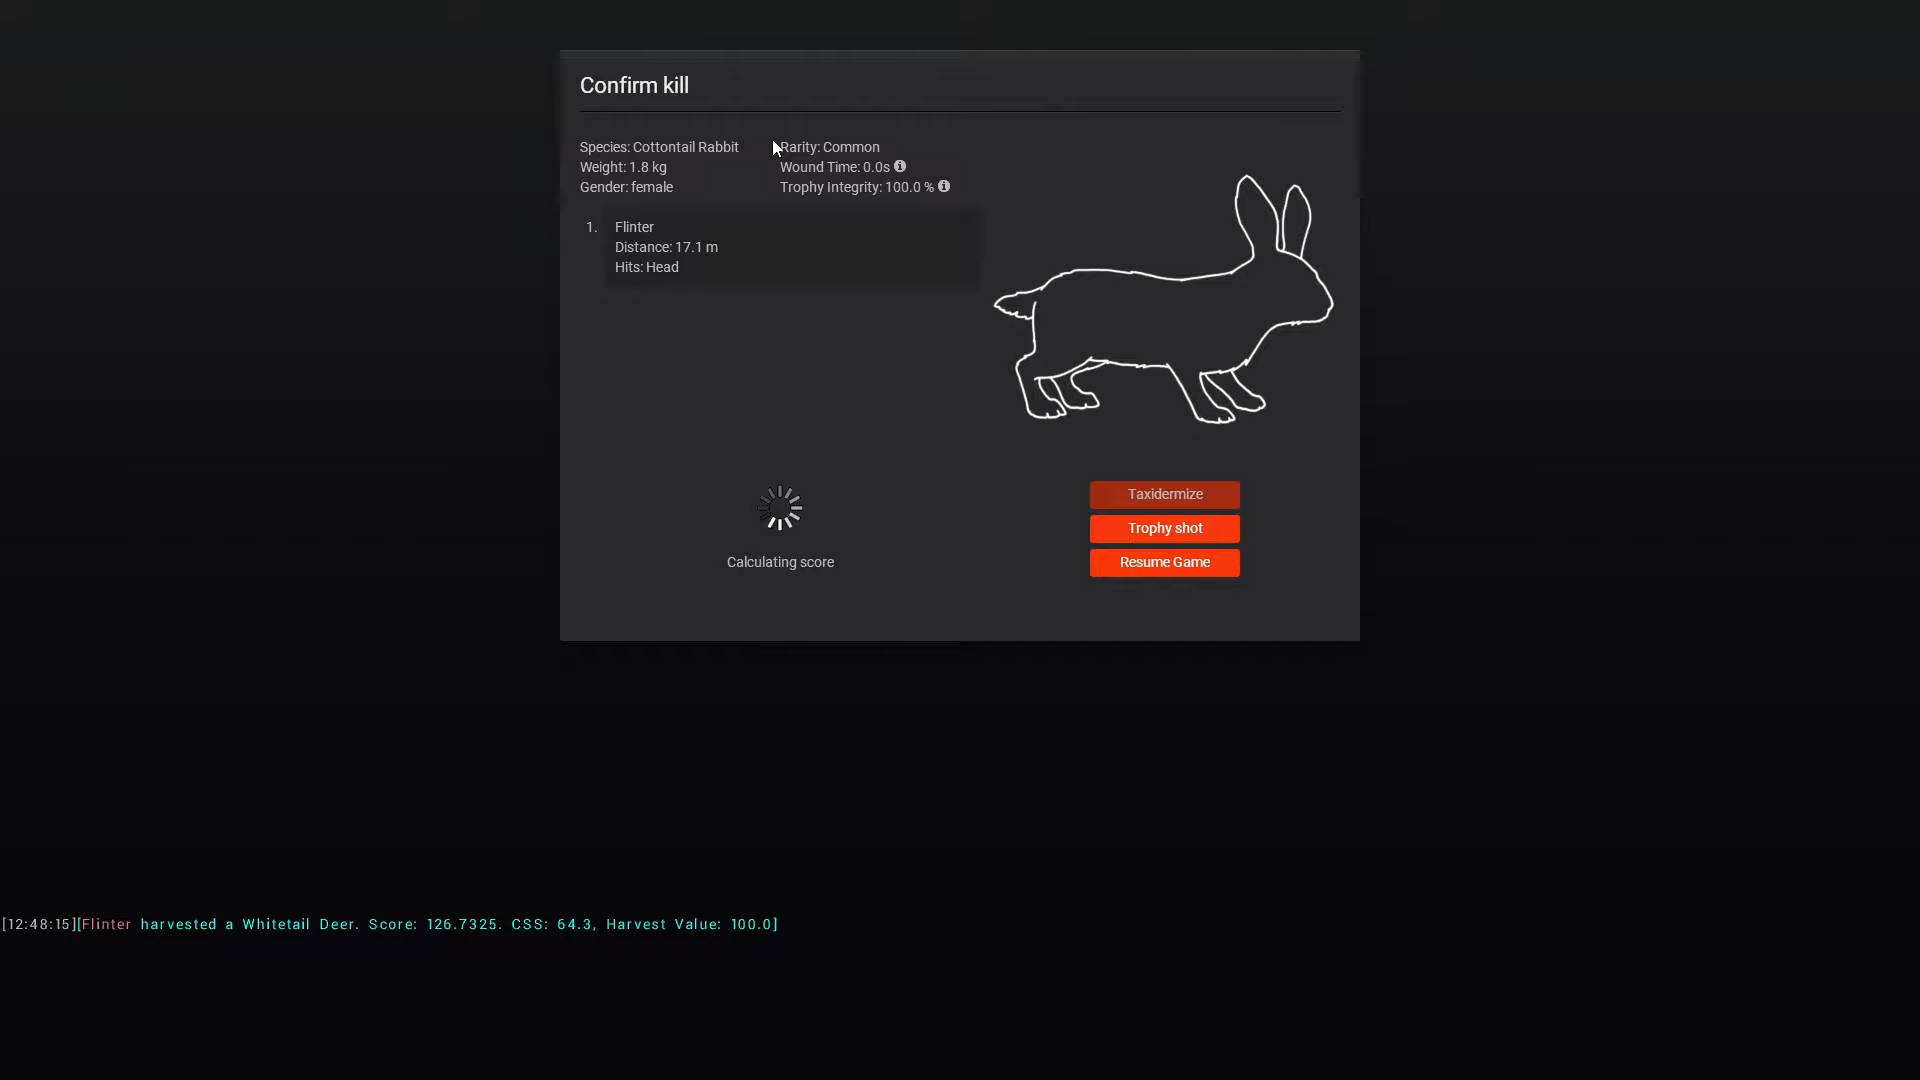 Confirm kill
Species: Cottontail Rabbit
Rarity: Common
Weight: 1.8 kg
Wound Time: 0.0s
Gender: female
Trophy Integrity: 100.0 %
1. Flinter
Distance: 17.1 m
Hits: Head
Taxidermize
Trophy shot
Calculating score
Resume Game
[12:48:15][Flinter harvested a Whitetail Deer. Score: 126.7325. CSS: 64.3, Harvest Value: 100.0]